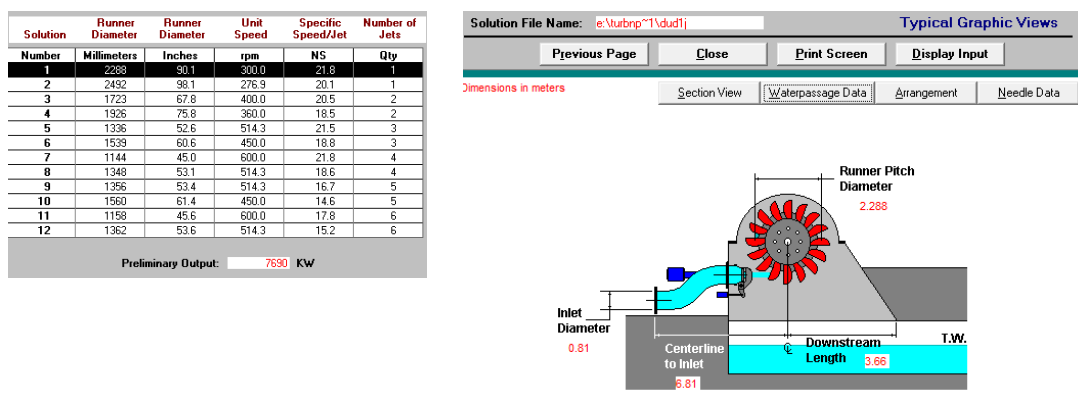 Solution Runner Diameter Runner Diameter Unit Speed Specific Speed/Jet Number of Jets
Number Millimeters Inches rpm NS Qty
1 2288 90.1 300.0 21.8 1
2 2492 98.1 276.9 20.1 1
3 1723 67.8 400.0 20.5 2
4 1926 75.8 360.0 18.5 2
5 1336 52.6 514.3 21.5 3
6 1539 60.6 450.0 18.8 3
7 1144 45.0 600.0 21.8 4
8 1348 53.1 514.3 18.6 4
9 1356 53.4 514.3 16.7 5
10 1560 61.4 450.0 14.6 5
11 1158 45.6 600.0 17.8 6
12 1362 53.6 514.3 15.2 6
Preliminary Output: 7690 KW
Solution File Name: e:\turbnp~1\dud1j Typical Graphic Views
Previous Page Close Print Screen Display Input
Dimensions in meters
Section View Waterpassage Data Arrangement Needle Data
Runner Pitch
Diameter
2.288
Inlet
Diameter
0.81
Centerline
to Inlet
6.81
℄
Downstream
Length 3.66
T.W.